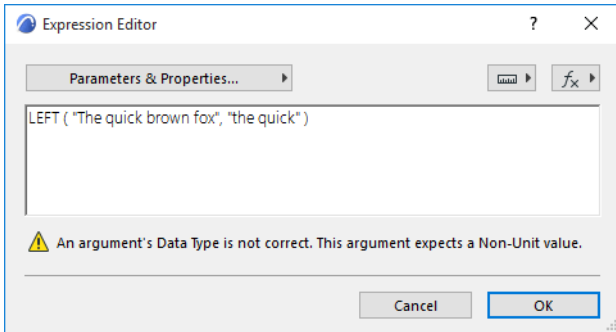 Expression Editor
?
Parameters & Properties...
fx
LEFT ( "The quick brown fox", "the quick" )
An argument's Data Type is not correct. This argument expects a Non-Unit value.
Cancel
OK